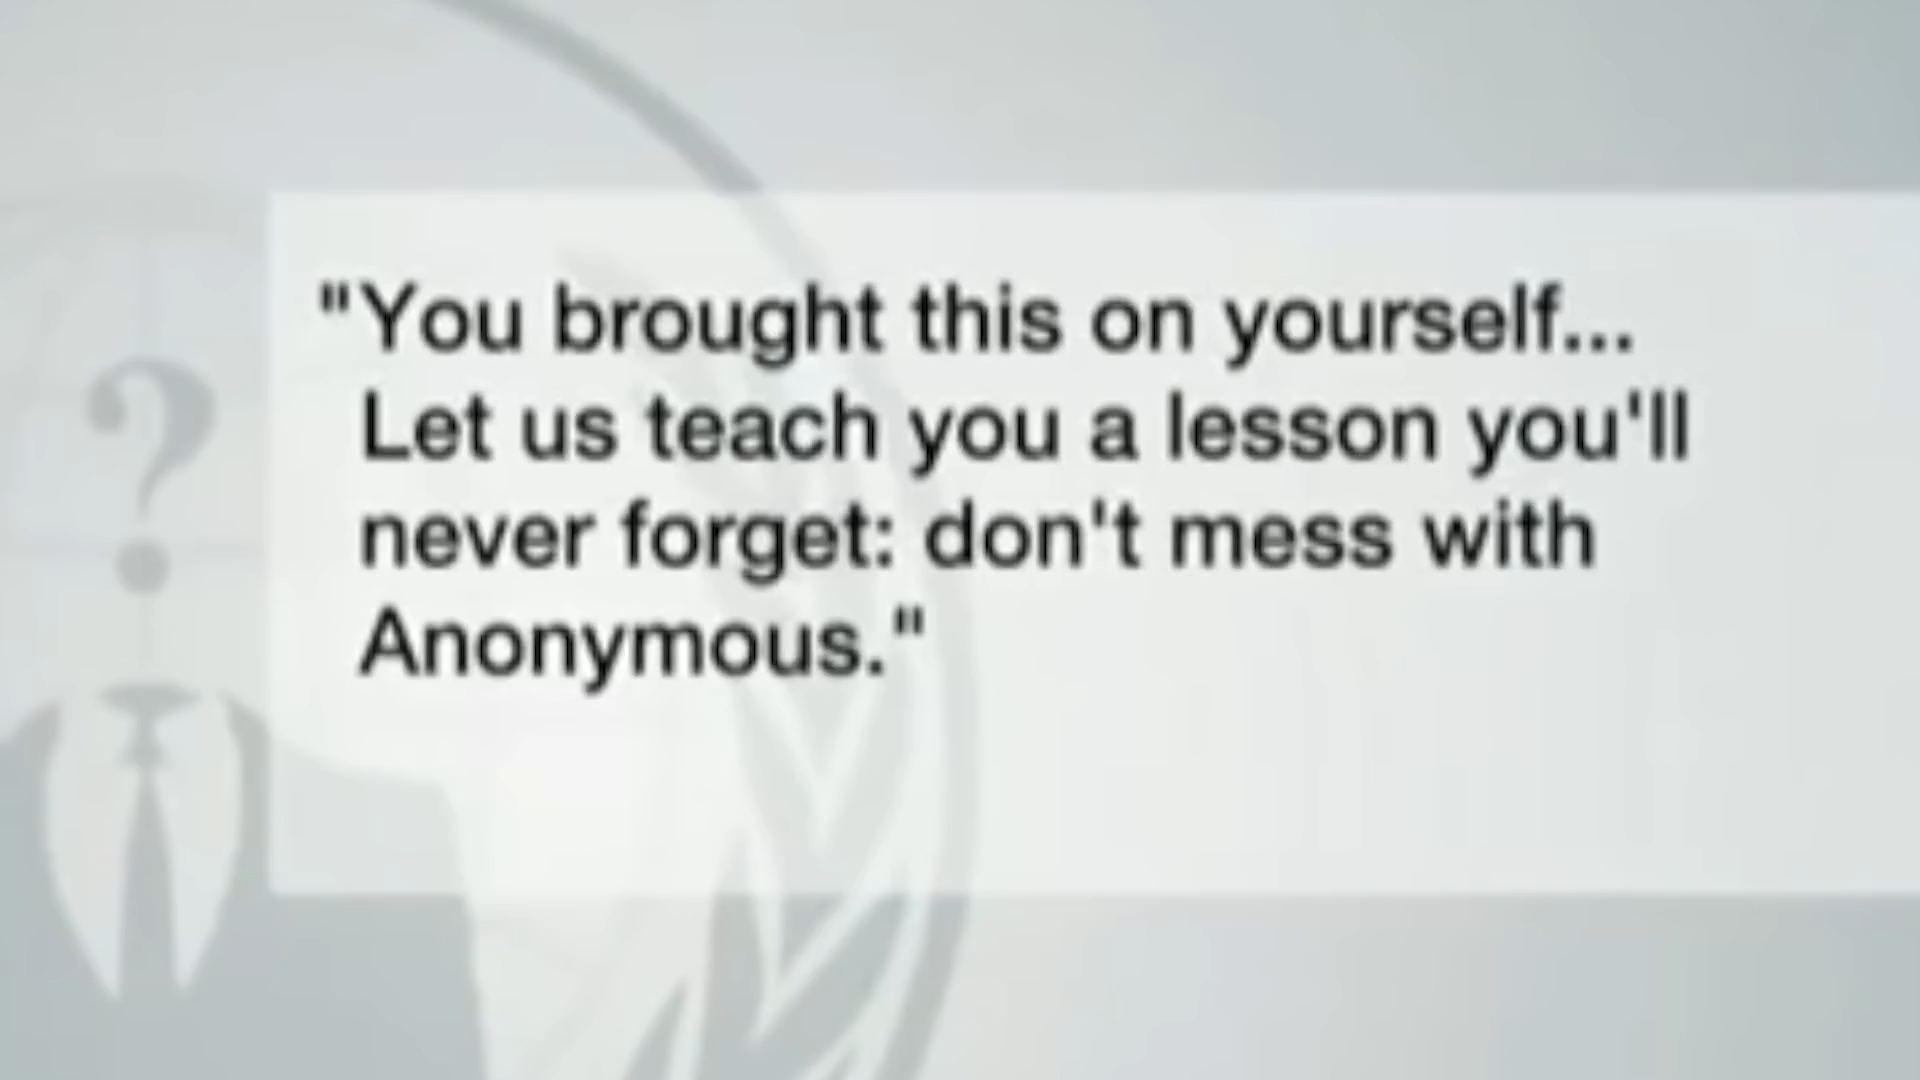 "You brought this on yourself...
Let us teach you a lesson you'll
never forget: don't mess with
Anonymous."
?